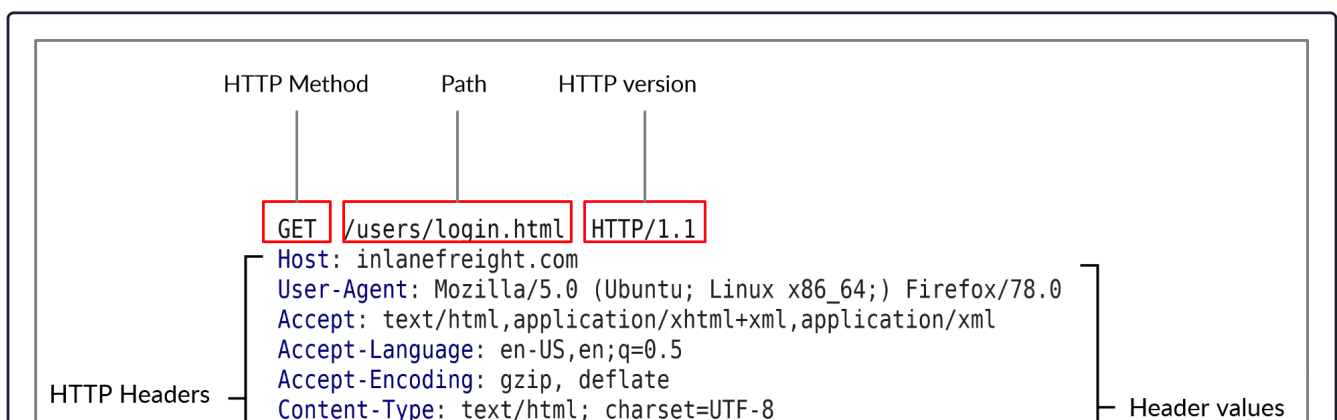 HTTP Method Path HTTP version
GET /users/login.html HTTP/1.1
Host: inlanefreight.com
User-Agent: Mozilla/5.0 (Ubuntu; Linux x86_64;) Firefox/78.0
Accept: text/html,application/xhtml+xml,application/xml
Accept-Language: en-US,en;q=0.5
Accept-Encoding: gzip, deflate
HTTP Headers
Content-Type: text/html; charset=UTF-8
Header values